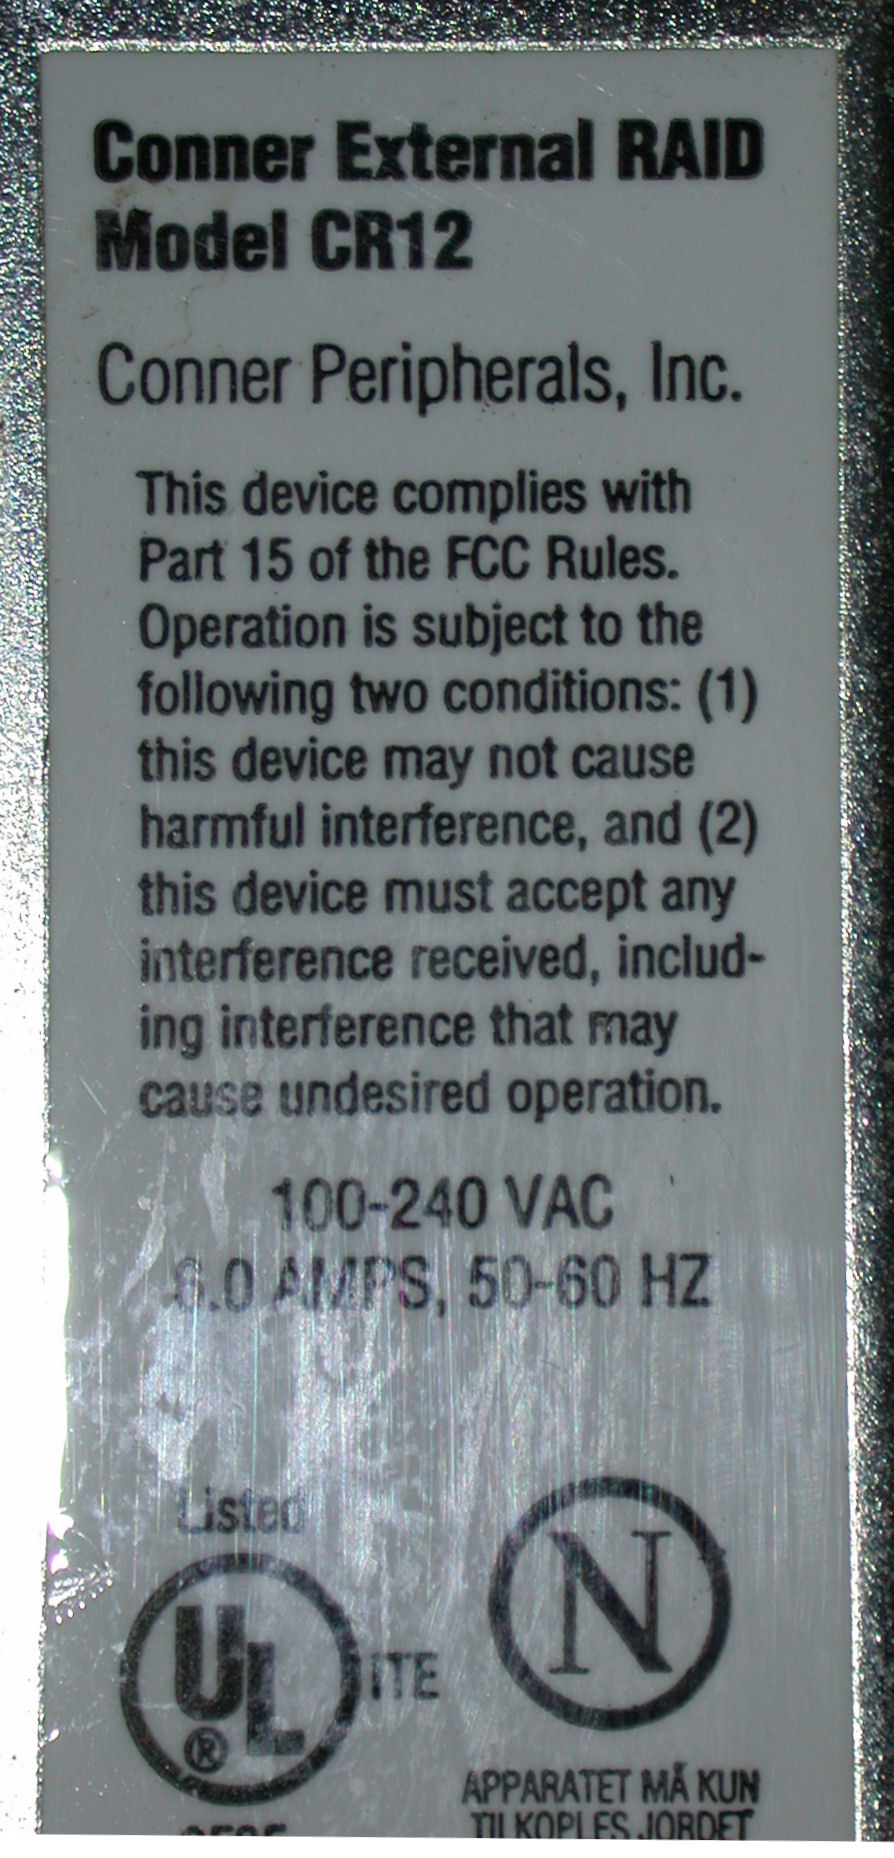 Conner External RAID
Model CR12
Conner Peripherals, Inc.
This device complies with
Part 15 of the FCC Rules.
Operation is subject to the
following two conditions: (1)
this device may not cause
harmful interference, and (2)
this device must accept any
interference received, includ-
ing interference that may
cause undesired operation.
100-240 VAC
6.0 AMPS, 50-60 HZ
Listed
UL
®
ITE
N
APPARATET MÅ KUN
TILKOPLES JORDET